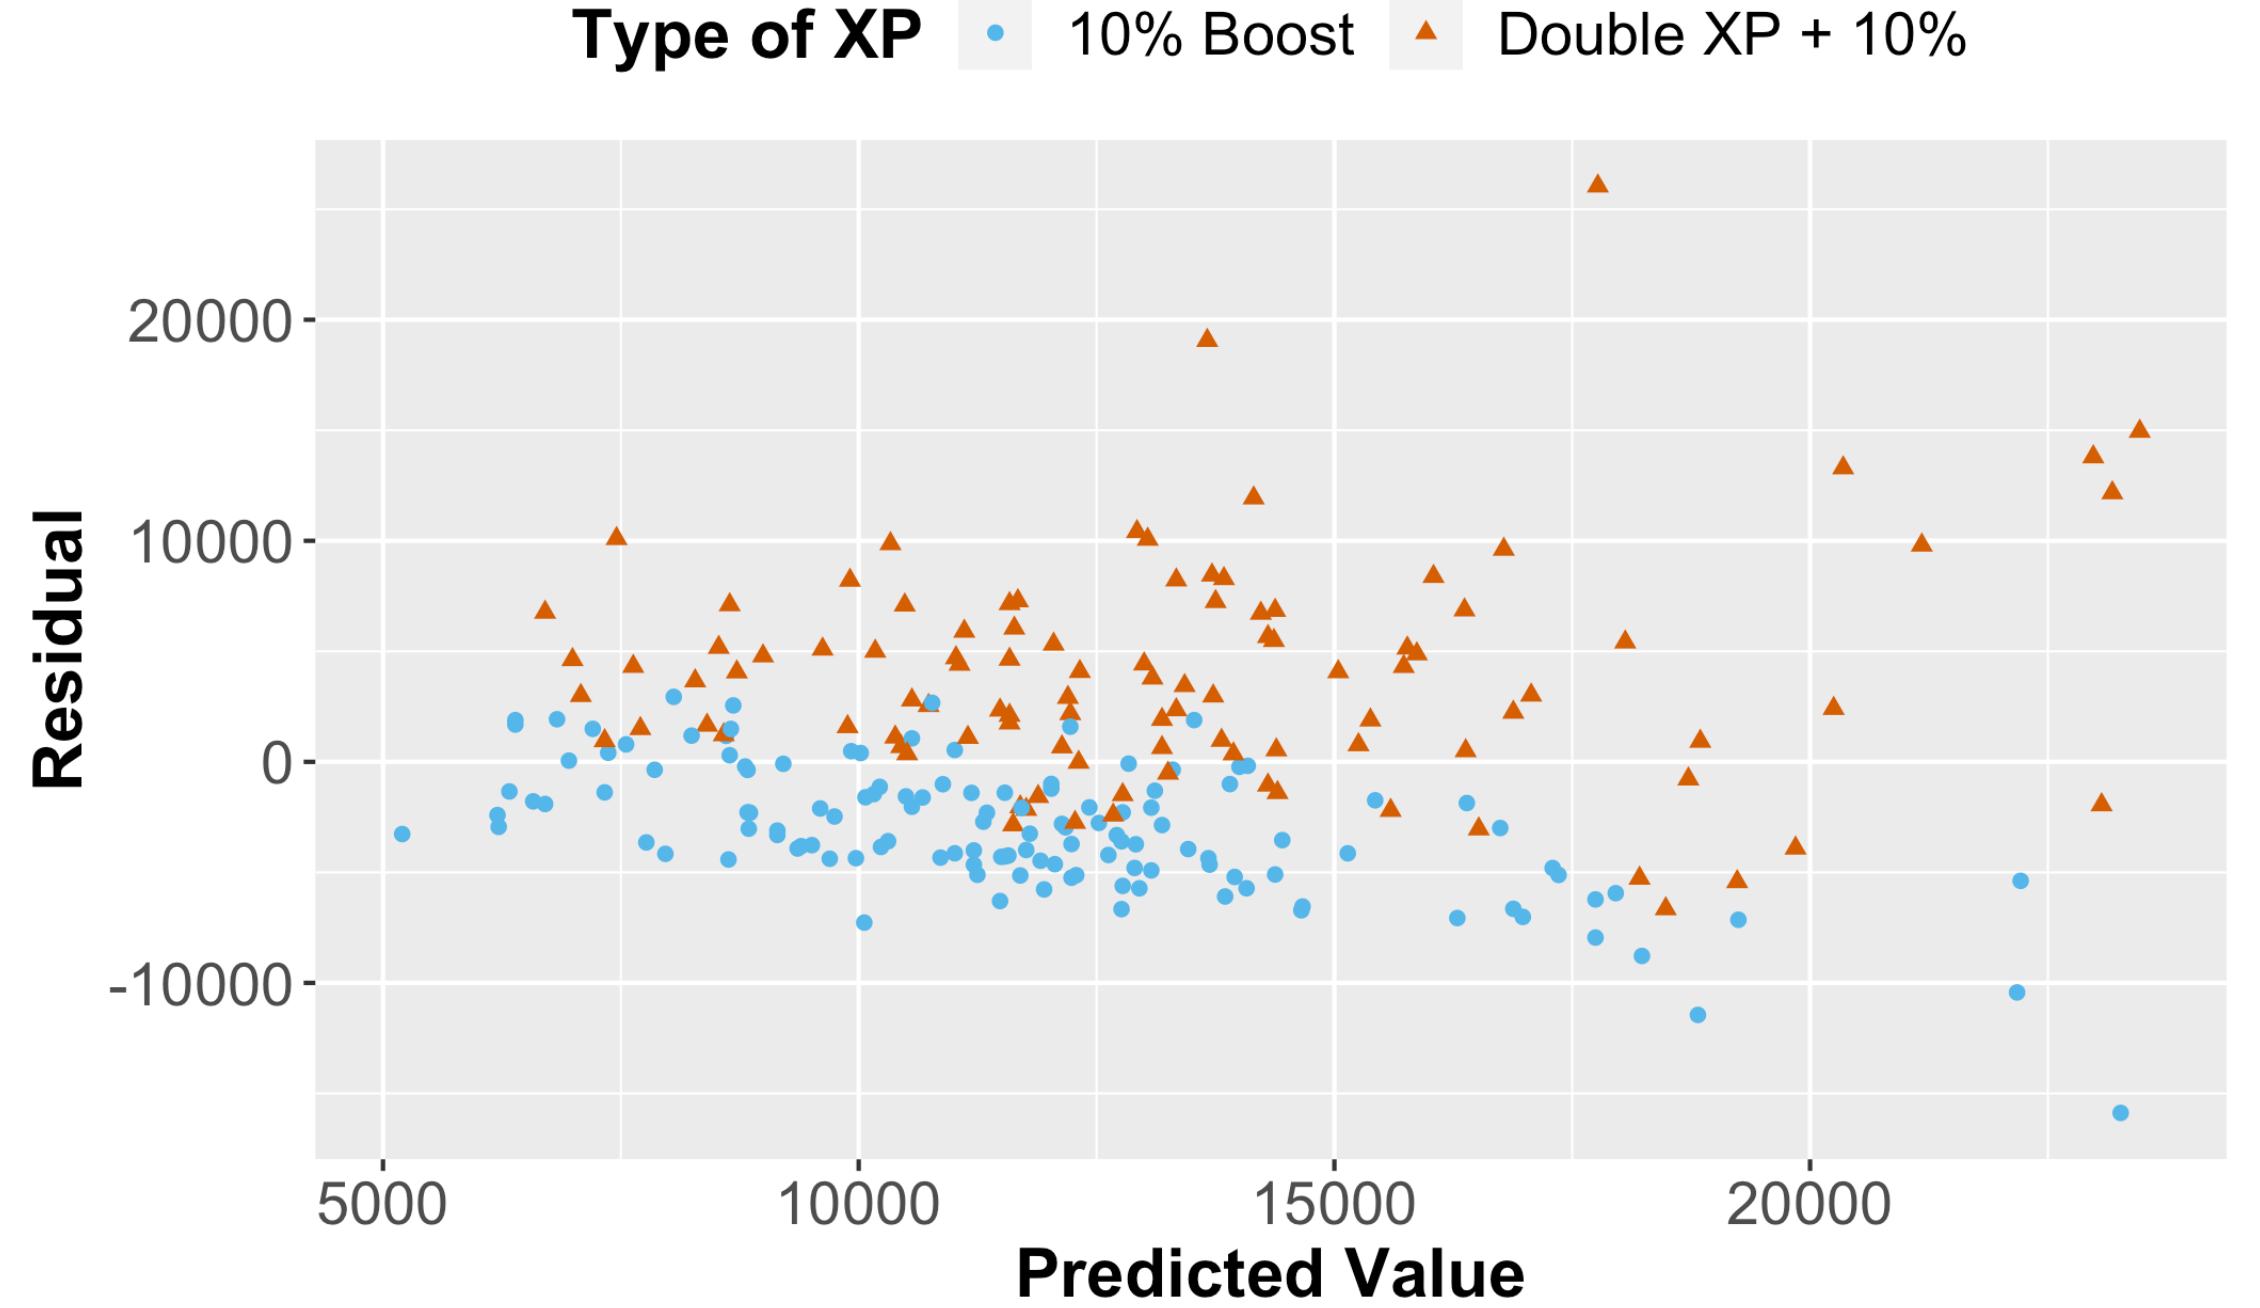 Type of XP 10% Boost Double XP + 10%
20000
10000
0
-10000
Residual
5000 10000 15000 20000
Predicted Value